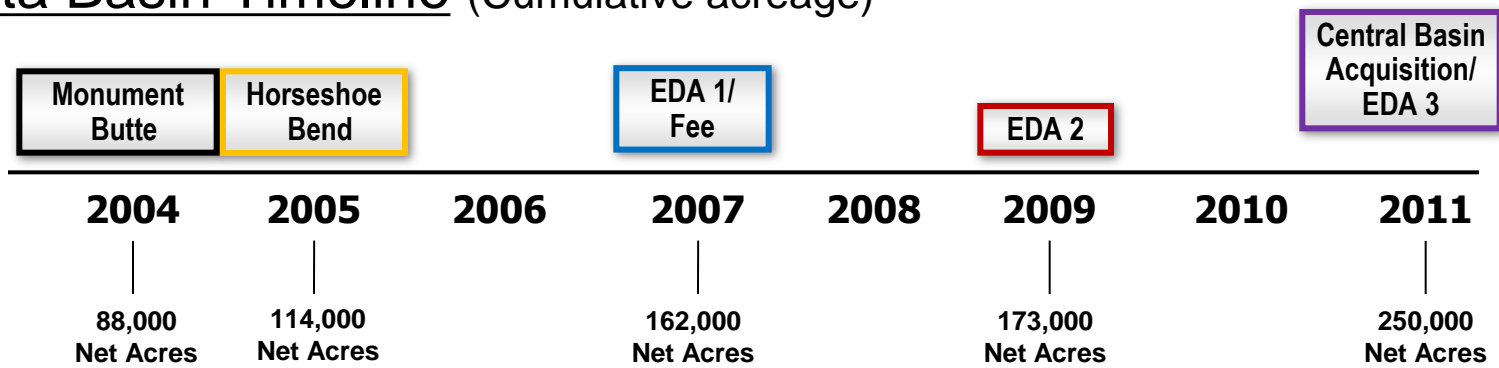 Basin Timeline (Cumulative acreage)
Monument
Butte
Horseshoe
Bend
EDA 1/
Fee
EDA 2
Central Basin
Acquisition/
EDA 3
2004 2005 2006 2007 2008 2009 2010 2011
88,000
Net Acres
114,000
Net Acres
162,000
Net Acres
173,000
Net Acres
250,000
Net Acres